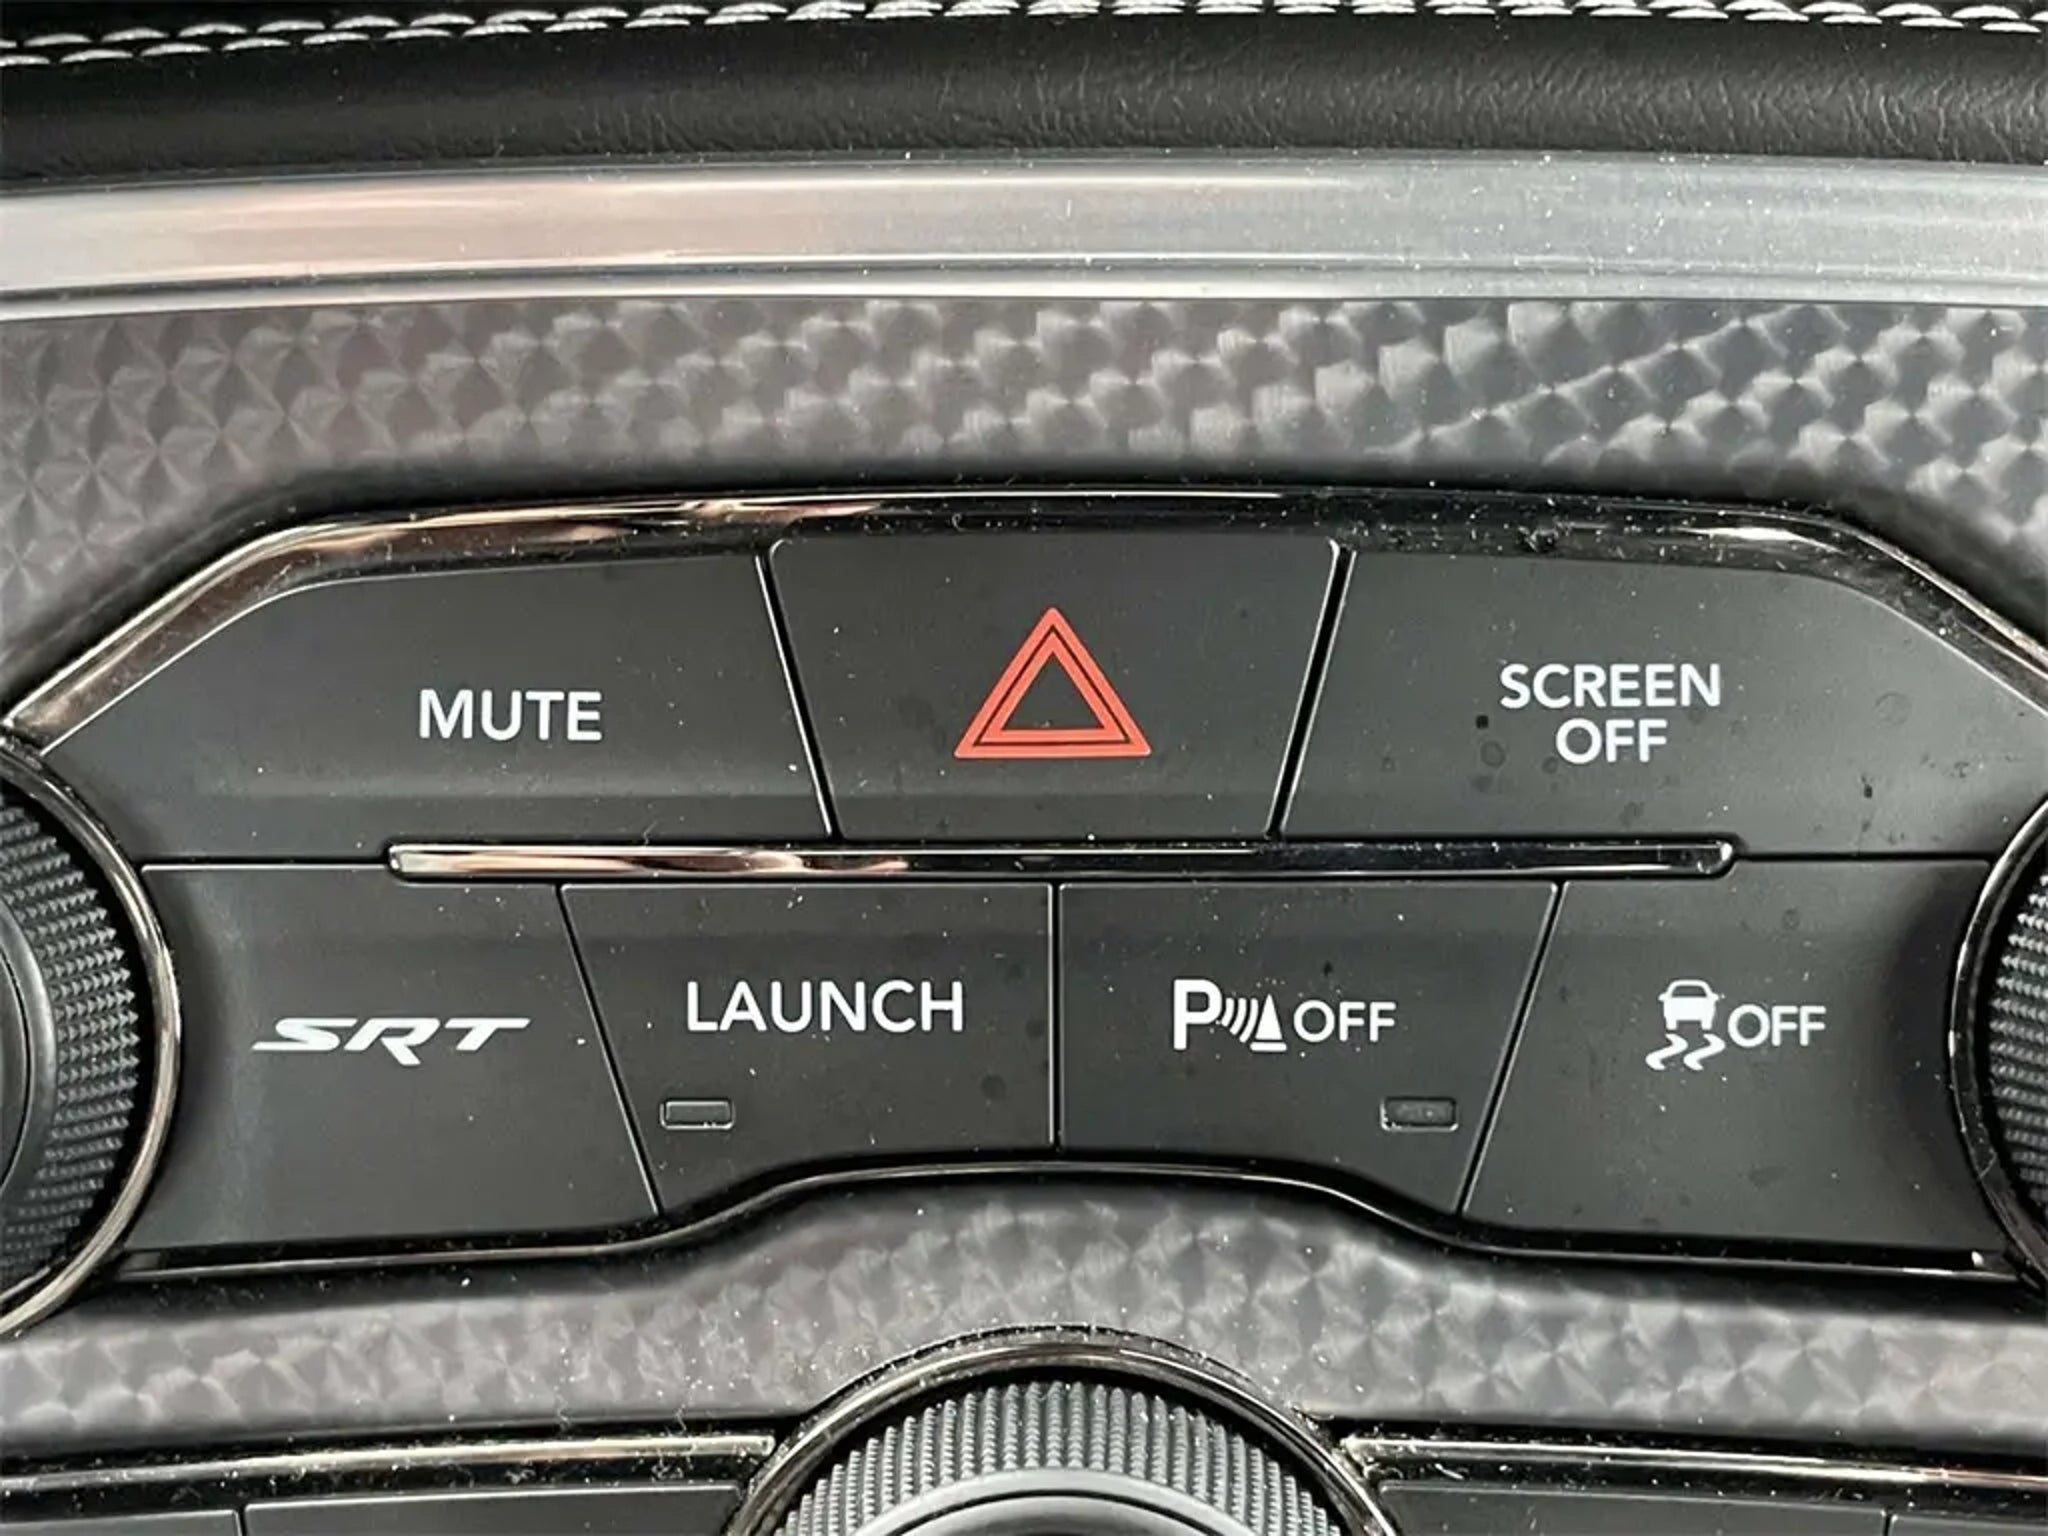 MUTE
SCREEN
OFF
SRT
LAUNCH
P OFF
OFF